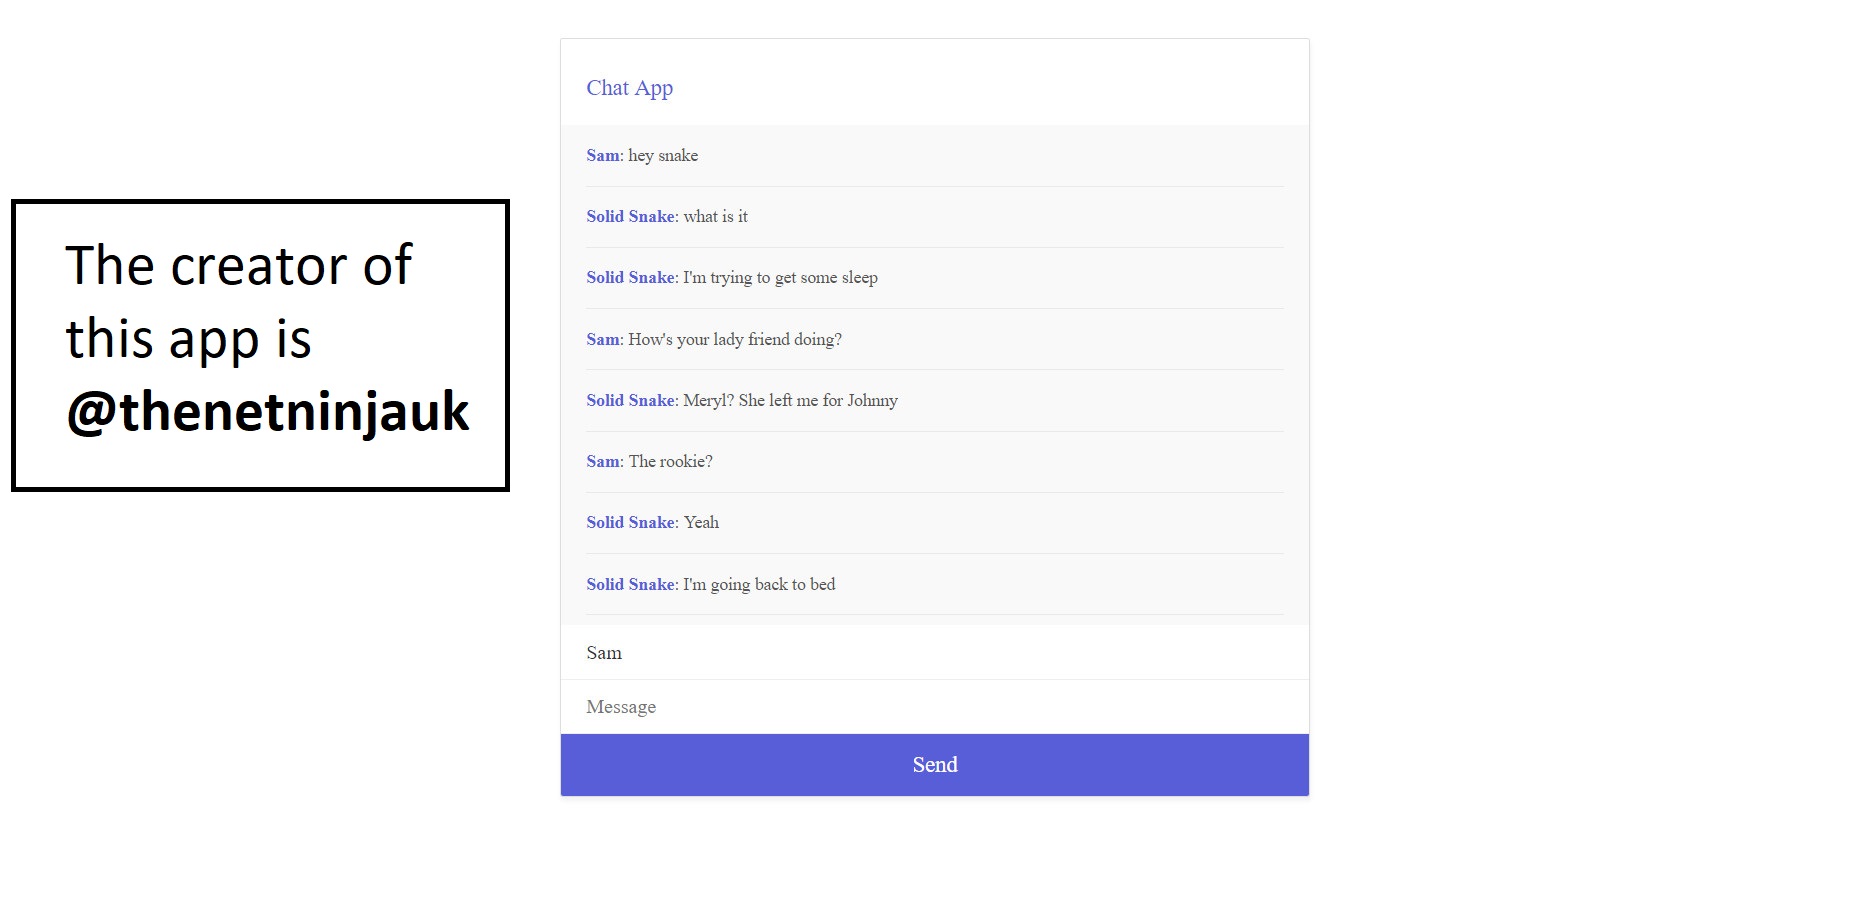 The creator of
this app is
@thenetninjauk
Chat App
Sam: hey snake
Solid Snake: what is it
Solid Snake: I'm trying to get some sleep
Sam: How's your lady friend doing?
Solid Snake: Meryl? She left me for Johnny
Sam: The rookie?
Solid Snake: Yeah
Solid Snake: I'm going back to bed
Sam
Message
Send